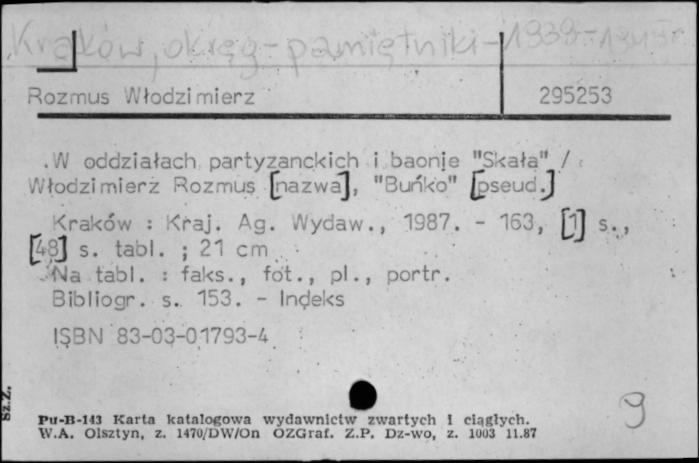 Kraków, okręg - pamiętniki - 1939-1945 r.
Rozmus Włodzimierz 295253
W oddziałach partyzanckich i baonie "Skała" /
Włodzimierz Rozmus [nazwa], "Buńko" [pseud.]
Kraków : Kraj. Ag. Wydaw., 1987. - 163, [1] s.,
[48] s. tabl. ; 21 cm
Na tabl. : faks., fot., pl., portr.
Bibliogr. s. 153. - Indeks
ISBN 83-03-01793-4
9
Sz.Z.
Pu-B-143 Karta katalogowa wydawnictw zwartych i ciągłych.
W.A. Olsztyn, z. 1470/DW/On OZGraf. Z.P. Dz-wo, z. 1003 11.87